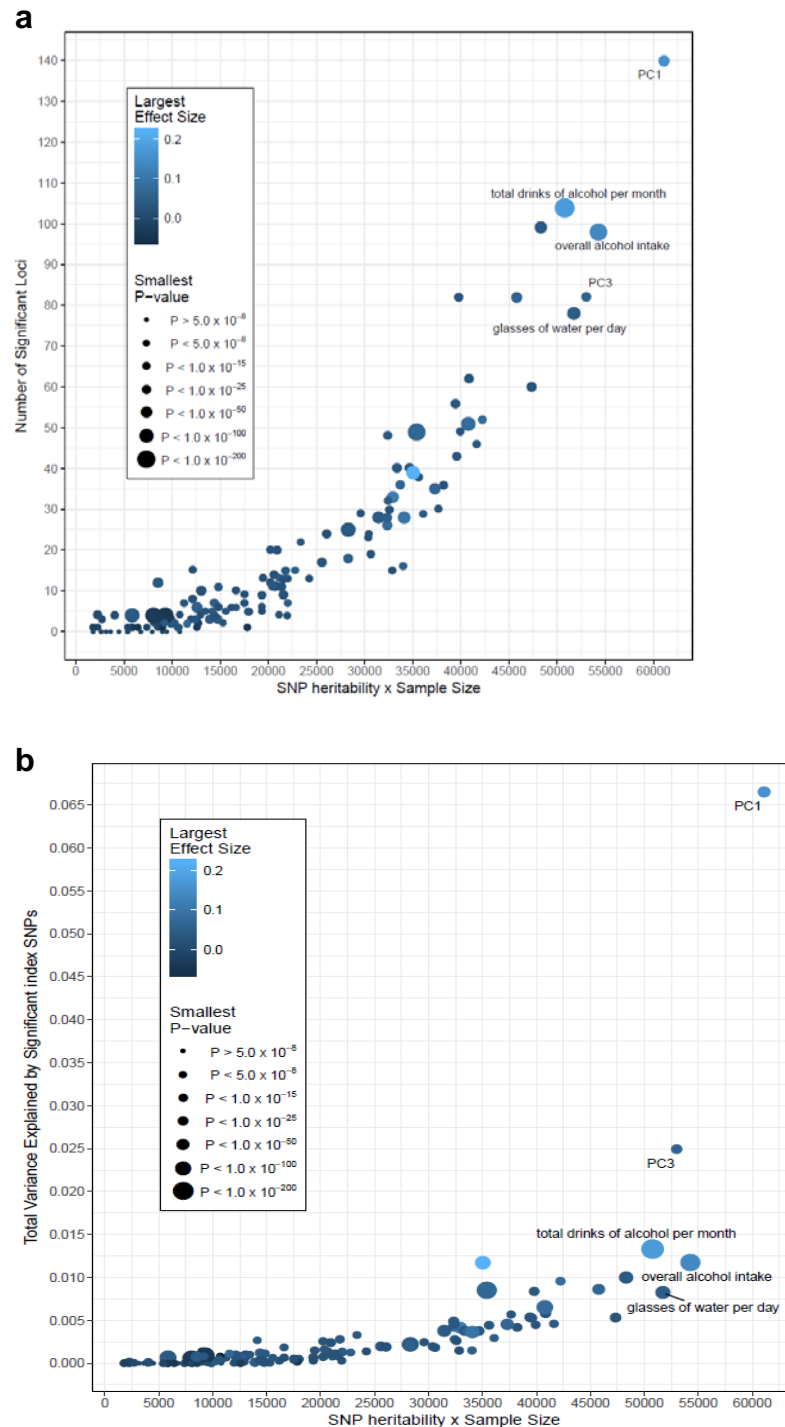 a
140
130
120
110
100
90
80
70
60
50
40
30
20
10
0
Number of Significant Loci
Largest
Effect Size
0.2
0.1
0.0
Smallest
P−value
P > 5.0 x 10⁻⁸
P < 5.0 x 10⁻⁸
P < 1.0 x 10⁻¹⁵
P < 1.0 x 10⁻²⁵
P < 1.0 x 10⁻⁵⁰
P < 1.0 x 10⁻¹⁰⁰
P < 1.0 x 10⁻²⁰⁰
PC1
total drinks of alcohol per month
overall alcohol intake
PC3
glasses of water per day
0 5000 10000 15000 20000 25000 30000 35000 40000 45000 50000 55000 60000
SNP heritability x Sample Size
b
0.065
0.060
0.055
0.050
0.045
0.040
0.035
0.030
0.025
0.020
0.015
0.010
0.005
0.000
Total Variance Explained by Significant index SNPs
Largest
Effect Size
0.2
0.1
0.0
Smallest
P−value
P > 5.0 x 10⁻⁸
P < 5.0 x 10⁻⁸
P < 1.0 x 10⁻¹⁵
P < 1.0 x 10⁻²⁵
P < 1.0 x 10⁻⁵⁰
P < 1.0 x 10⁻¹⁰⁰
P < 1.0 x 10⁻²⁰⁰
PC1
PC3
total drinks of alcohol per month
overall alcohol intake
glasses of water per day
0 5000 10000 15000 20000 25000 30000 35000 40000 45000 50000 55000 60000
SNP heritability x Sample Size